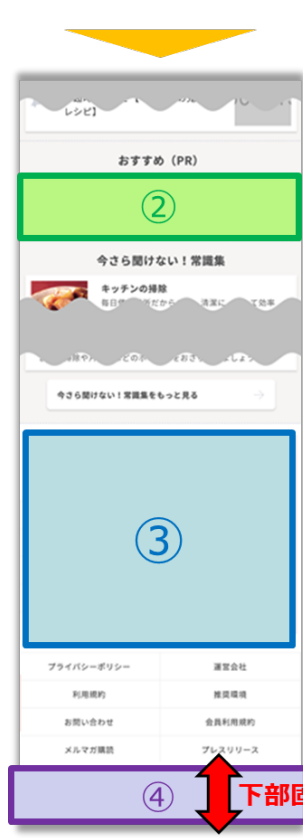 レシピ】
おすすめ（PR）
②
今さら聞けない！常識集
キッチンの掃除
今さら聞けない！常識集をもっと見る →
③
プライバシーポリシー 運営会社
利用規約 推奨環境
お問い合わせ 会員利用規約
メルマガ購読 プレスリリース
④ 下部固